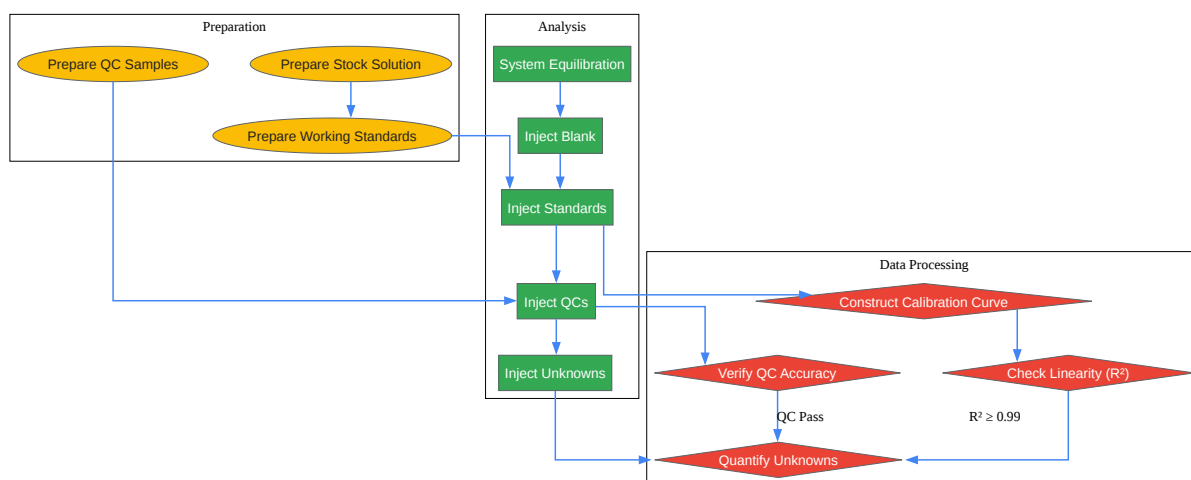 Preparation
Prepare QC Samples
Prepare Stock Solution
Prepare Working Standards
Analysis
System Equilibration
Inject Blank
Inject Standards
Inject QCs
Inject Unknowns
Data Processing
Construct Calibration Curve
Verify QC Accuracy
Check Linearity (R²)
QC Pass
R² ≥ 0.99
Quantify Unknowns